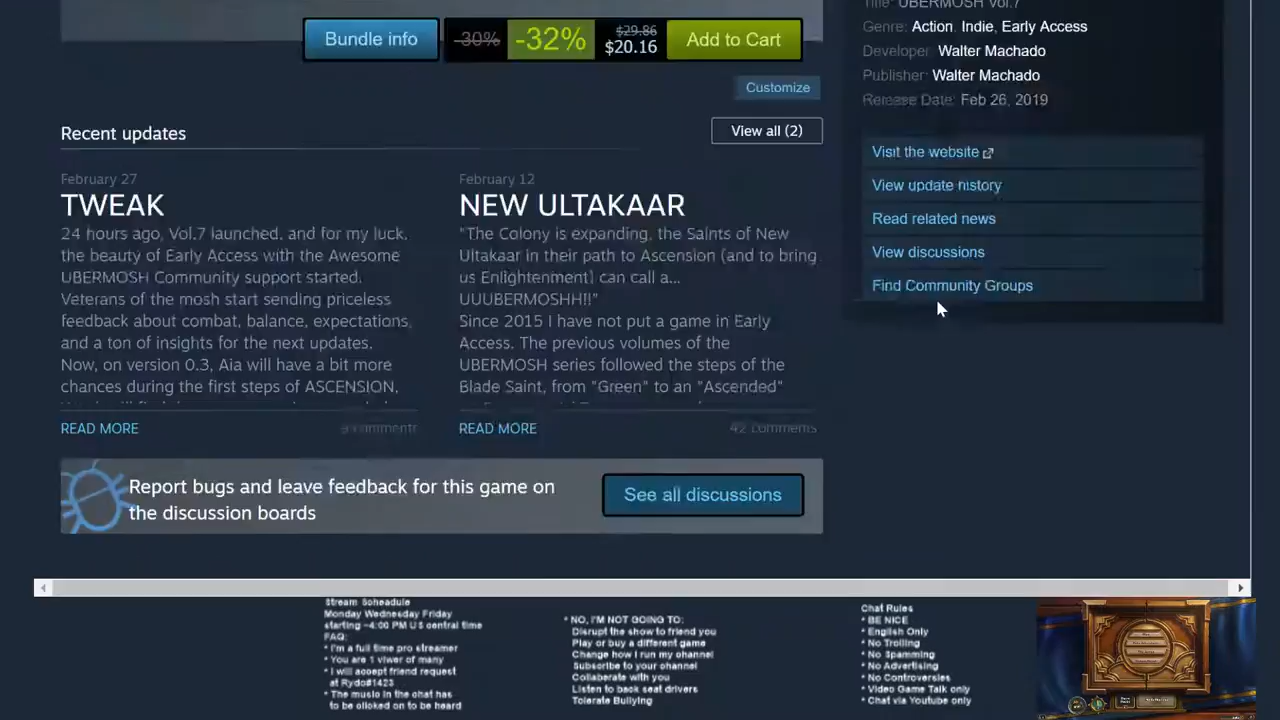 Bundle info
-30%
-32%
$29.86
$20.16
Add to Cart
Customize
Recent updates
View all (2)
February 27
TWEAK
24 hours ago, Vol.7 launched, and for my luck,
the beauty of Early Access with the Awesome
UBERMOSH Community support started.
Veterans of the mosh start sending priceless
feedback about combat, balance, expectations,
and a ton of insights for the next updates.
Now, on version 0.3, Aia will have a bit more
chances during the first steps of ASCENSION,
READ MORE
comments
February 12
NEW ULTAKAAR
"The Colony is expanding, the Saints of New
Ultakaar in their path to Ascension (and to bring
us Enlightenment) can call a...
UUUBERMOSHH!!"
Since 2015 I have not put a game in Early
Access. The previous volumes of the
UBERMOSH series followed the steps of the
Blade Saint, from "Green" to an "Ascended"
READ MORE
42 comments
Report bugs and leave feedback for this game on
the discussion boards
See all discussions
Title: UBERMOSH Vol.7
Genre: Action, Indie, Early Access
Developer: Walter Machado
Publisher: Walter Machado
Release Date: Feb 26, 2019
Visit the website
View update history
Read related news
View discussions
Find Community Groups
Stream Scheadule
Monday Wednesday Friday
starting ~4:00 PM US central time
FAQ:
* I'm a full time pro streamer
* You are 1 viwer of many
* I will accept friend request
at Rydo#1423
* The music in the chat has
to be clicked on to be heard
* NO, I'M NOT GOING TO:
Disrupt the show to friend you
Play or buy a different game
Change how I run my channel
Subscribe to your channel
Collaberate with you
Listen to back seat drivers
Tolerate Bullying
Chat Rules
* BE NICE
* English Only
* No Trolling
* No Spamming
* No Advertising
* No Controversies
* Video Game Talk only
* Chat via Youtube only